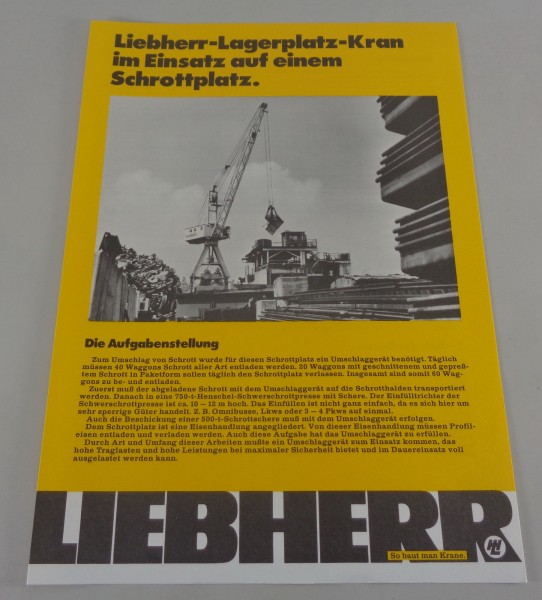 Liebherr-Lagerplatz-Kran
im Einsatz auf einem
Schrottplatz.
Die Aufgabenstellung
Zum Umschlag von Schrott wurde für diesen Schrottplatz ein Umschlaggerät benötigt. Täglich
müssen 40 Waggons Schrott aller Art entladen werden. 20 Waggons mit geschnittenem und gepreß-
tem Schrott in Paketform sollen täglich den Schrottplatz verlassen. Insgesamt sind somit 60 Wag-
gons zu be- und entladen.
Zuerst muß der abgeladene Schrott mit dem Umschlaggerät auf die Schrotthalden transportiert
werden. Danach in eine 750-t-Henschel-Schwerschrottpresse mit Schere. Der Einfülltrichter der
Schwerschrottpresse ist ca. 10 – 12 m hoch. Das Einfüllen ist nicht ganz einfach, da es sich hier um
sehr sperrige Güter handelt. Z. B. Omnibusse, Lkws oder 3 – 4 Pkws auf einmal.
Auch die Beschickung einer 500-t-Schrottschere muß mit dem Umschlaggerät erfolgen.
Dem Schrottplatz ist eine Eisenhandlung angegliedert. Von dieser Eisenhandlung müssen Profil-
eisen entladen und verladen werden. Auch diese Aufgabe hat das Umschlaggerät zu erfüllen.
Durch Art und Umfang dieser Arbeiten mußte ein Umschlaggerät zum Einsatz kommen, das
hohe Traglasten und hohe Leistungen bei maximaler Sicherheit bietet und im Dauereinsatz voll
ausgelastet werden kann.
LIEBHERR
So baut man Krane.